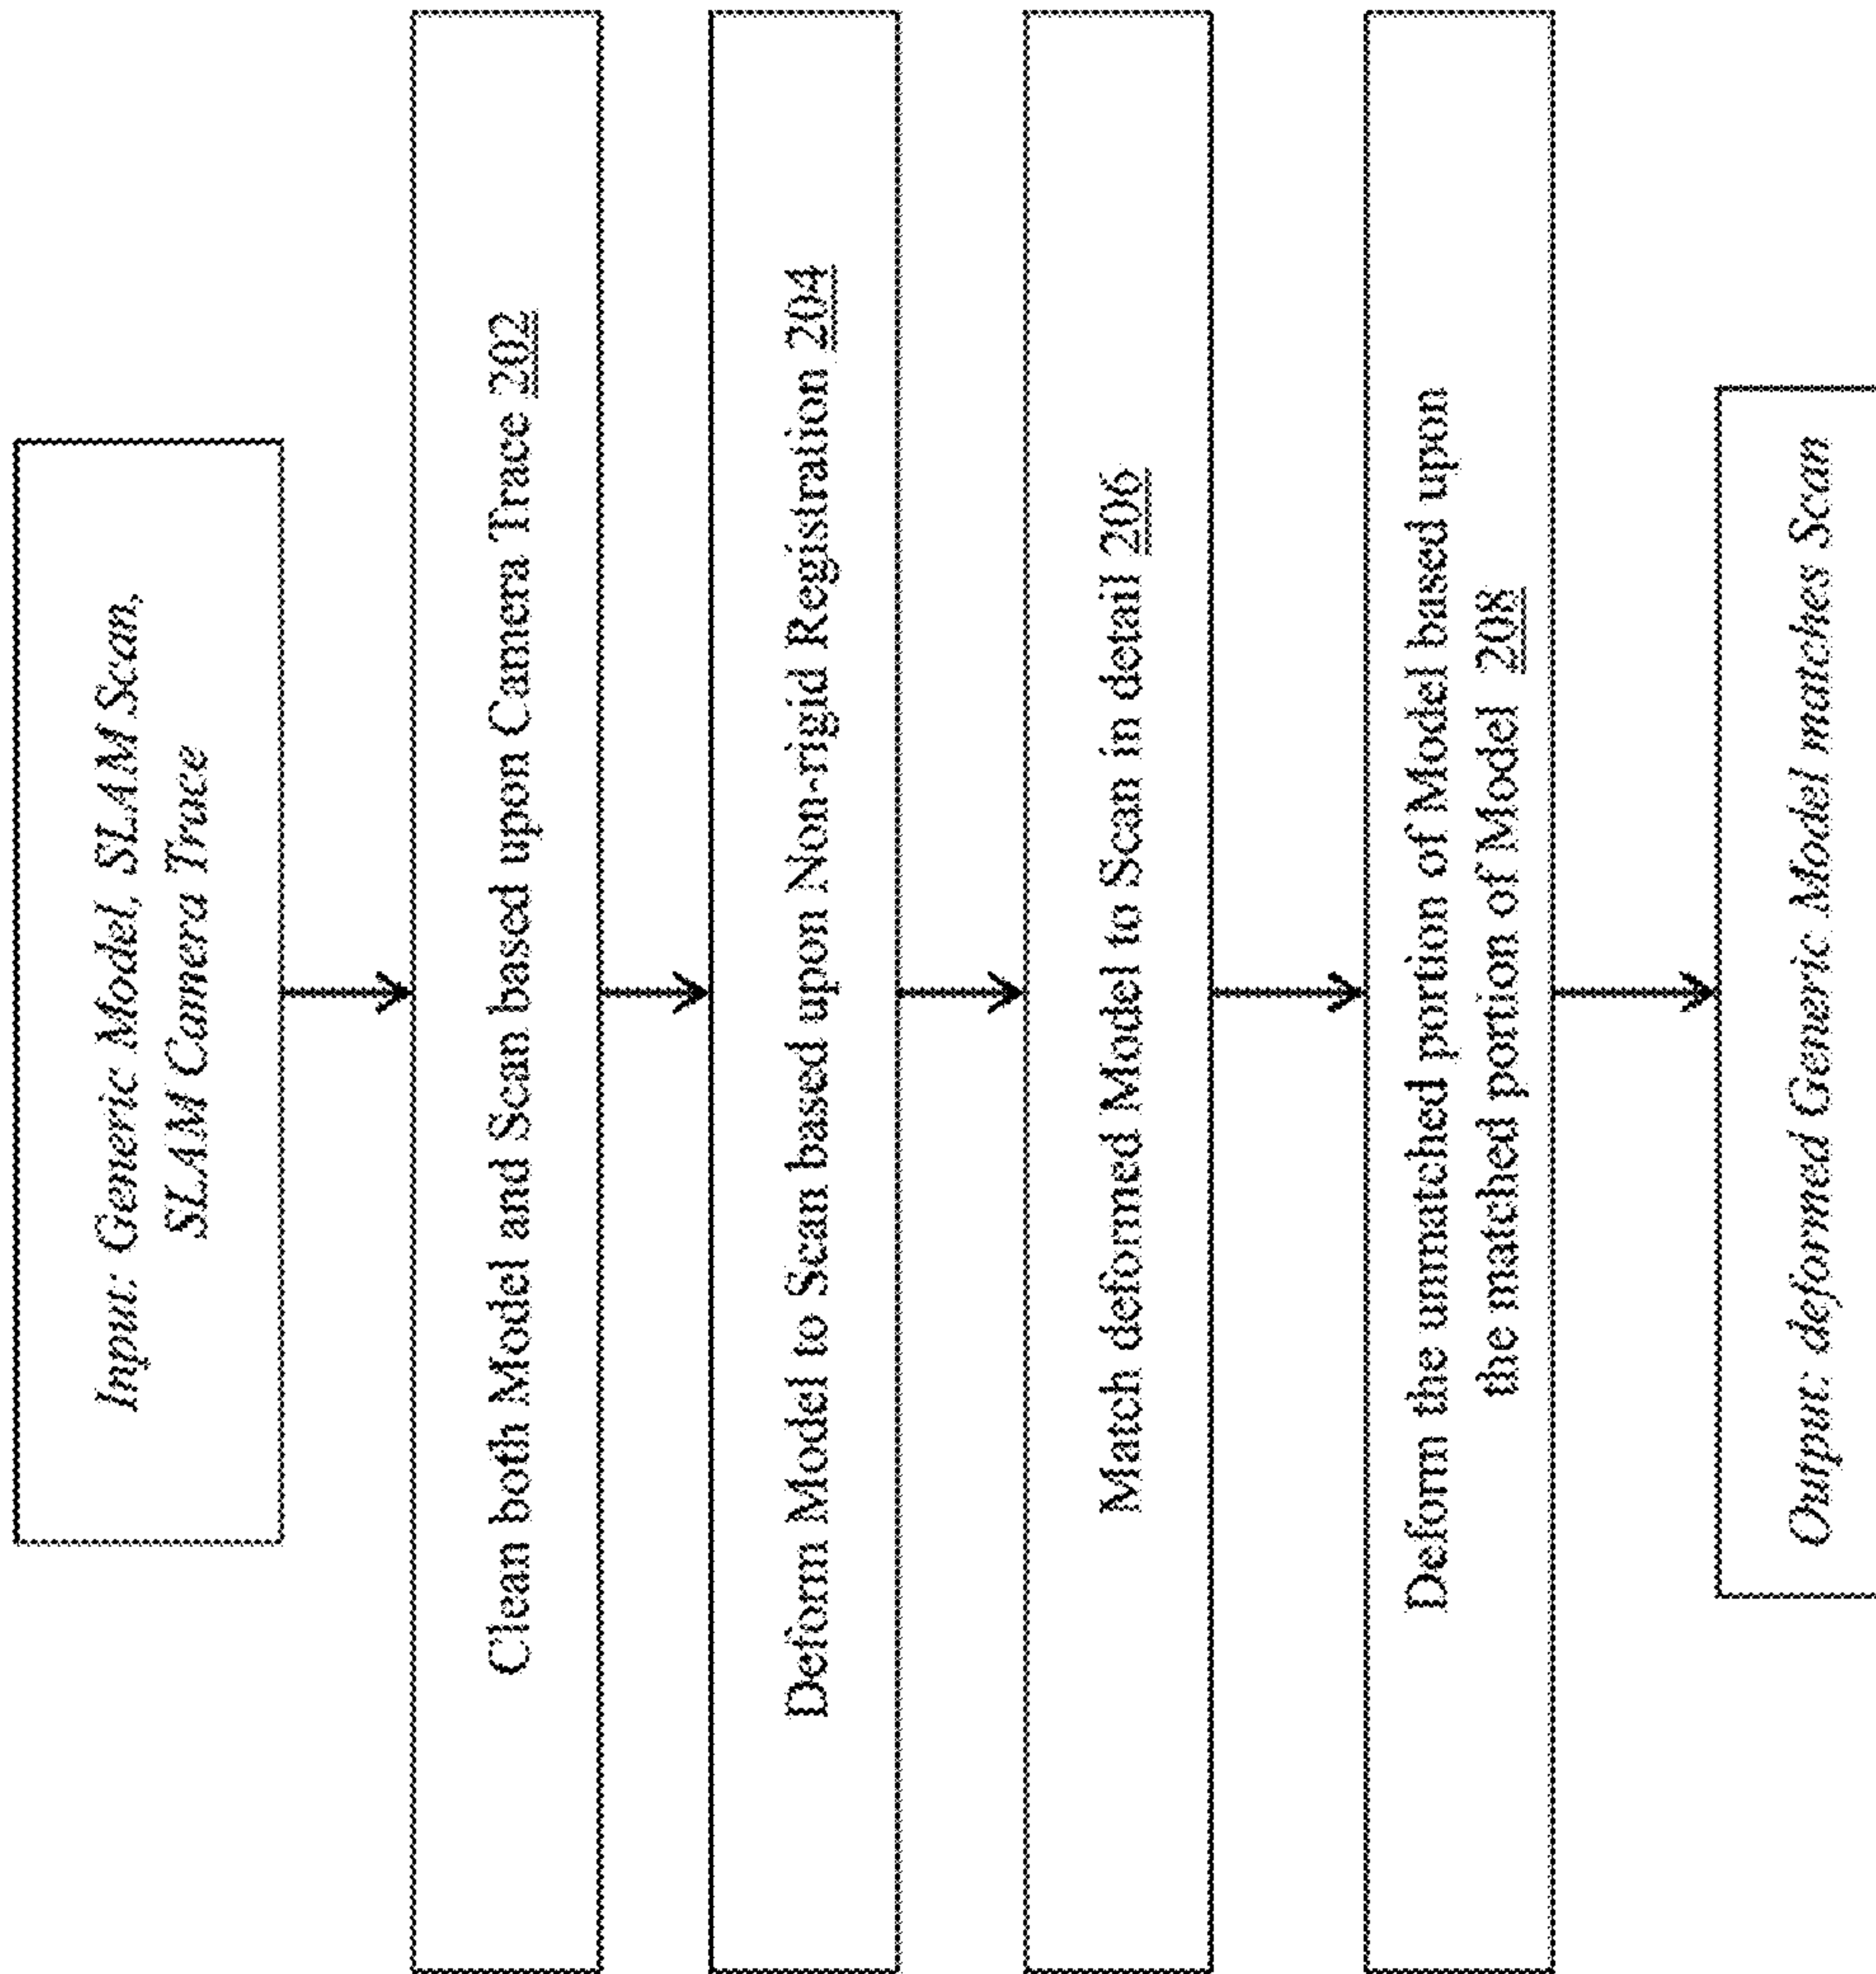 Input: Generic Model, SLAM Scan,
SLAM Camera Trace
Clean both Model and Scan based upon Camera Trace 202
Deform Model to Scan based upon Non-rigid Registration 204
Match deformed Model to Scan in detail 206
Deform the unmatched portion of Model based upon
the matched portion of Model 208
Output: deformed Generic Model matches Scan